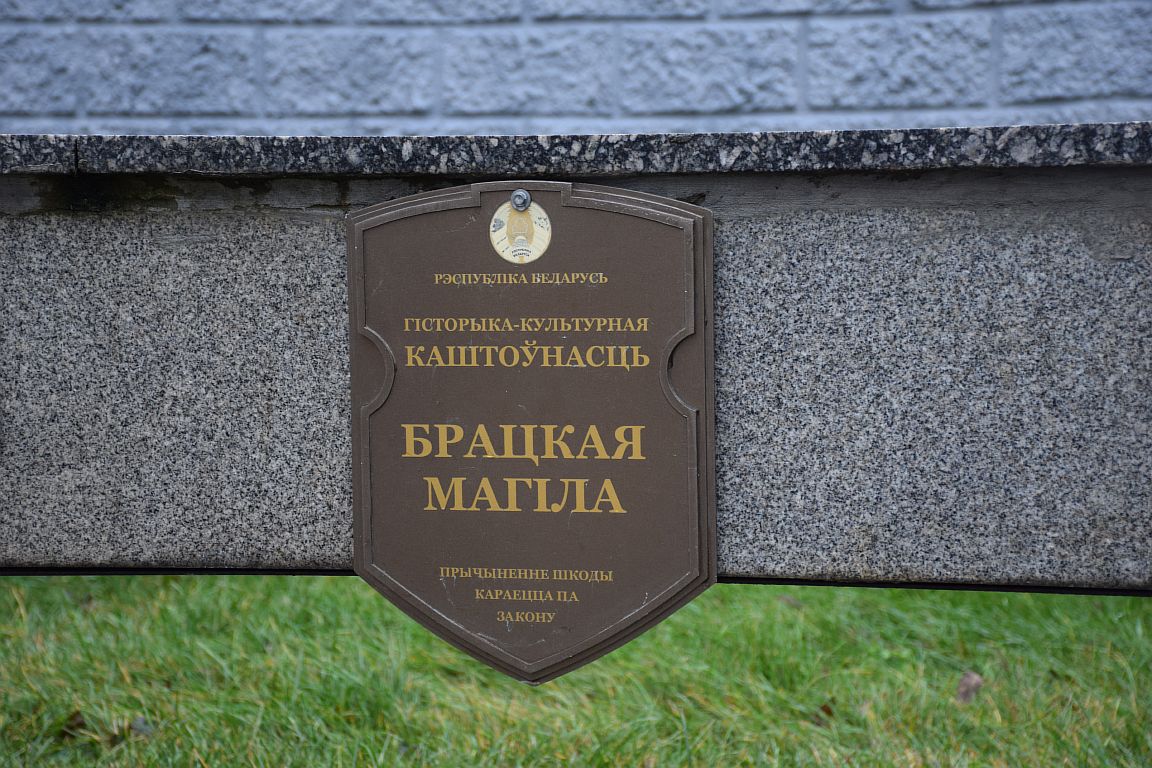 РЭСПУБЛІКА БЕЛАРУСЬ
ГІСТОРЫКА-КУЛЬТУРНАЯ
КАШТОЎНАСЦЬ
БРАЦКАЯ
МАГІЛА
ПРЫЧЫНЕННЕ ШКОДЫ
КАРАЕЦЦА ПА
ЗАКОНУ